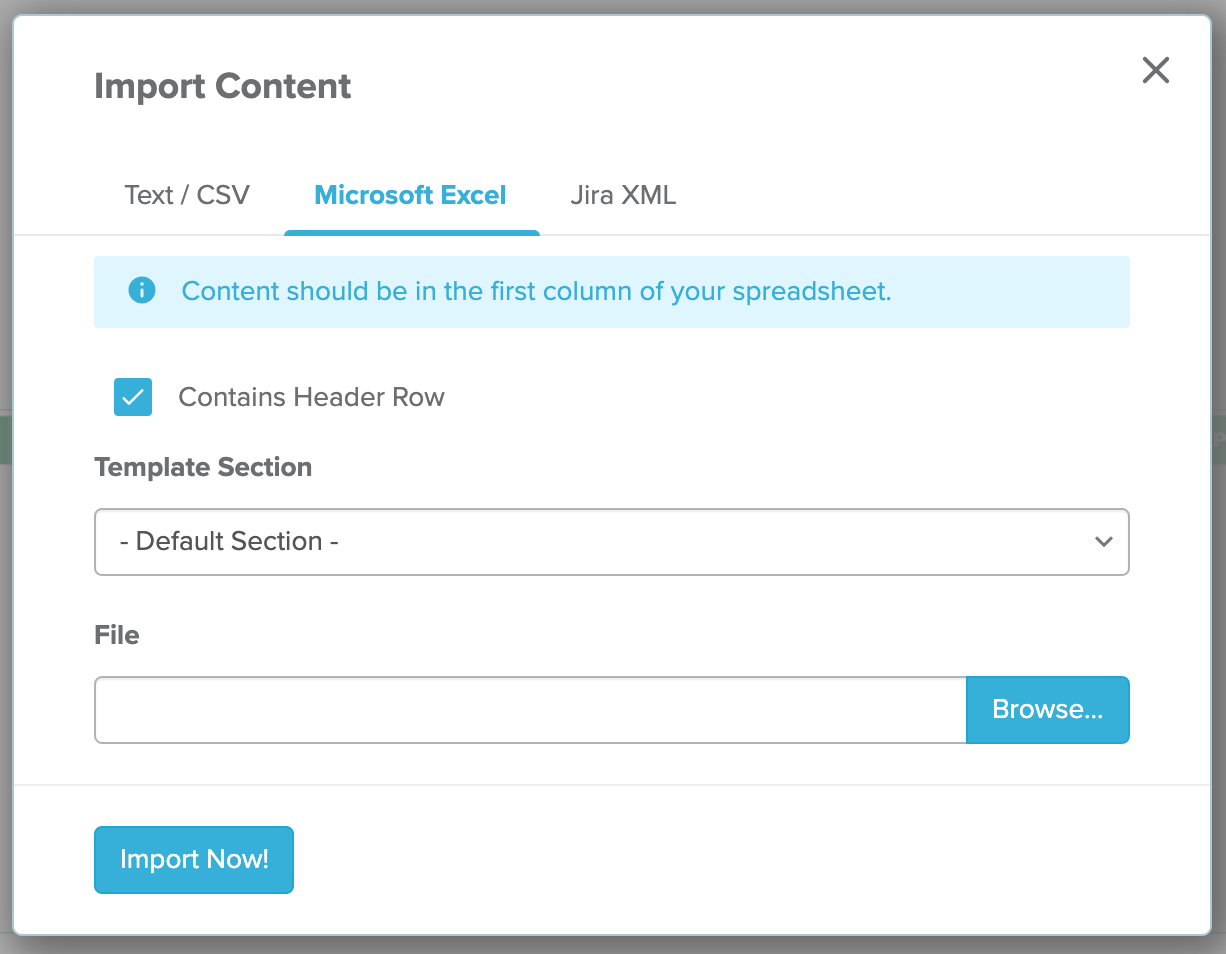 Import Content
Text / CSV
Microsoft Excel
Jira XML
Content should be in the first column of your spreadsheet.
Contains Header Row
Template Section
- Default Section -
File
Browse...
Import Now!